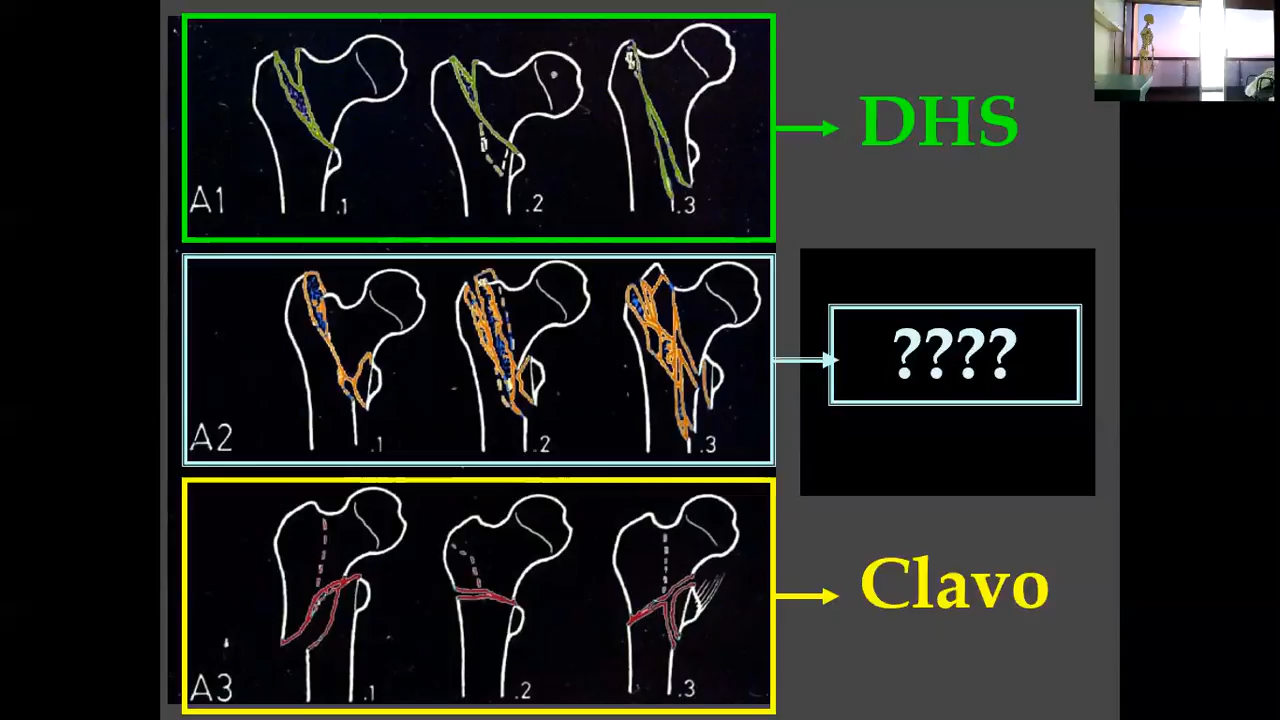 DHS
A1 .1 .2 .3
????
A2 .1 .2 .3
Clavo
A3 .1 .2 .3